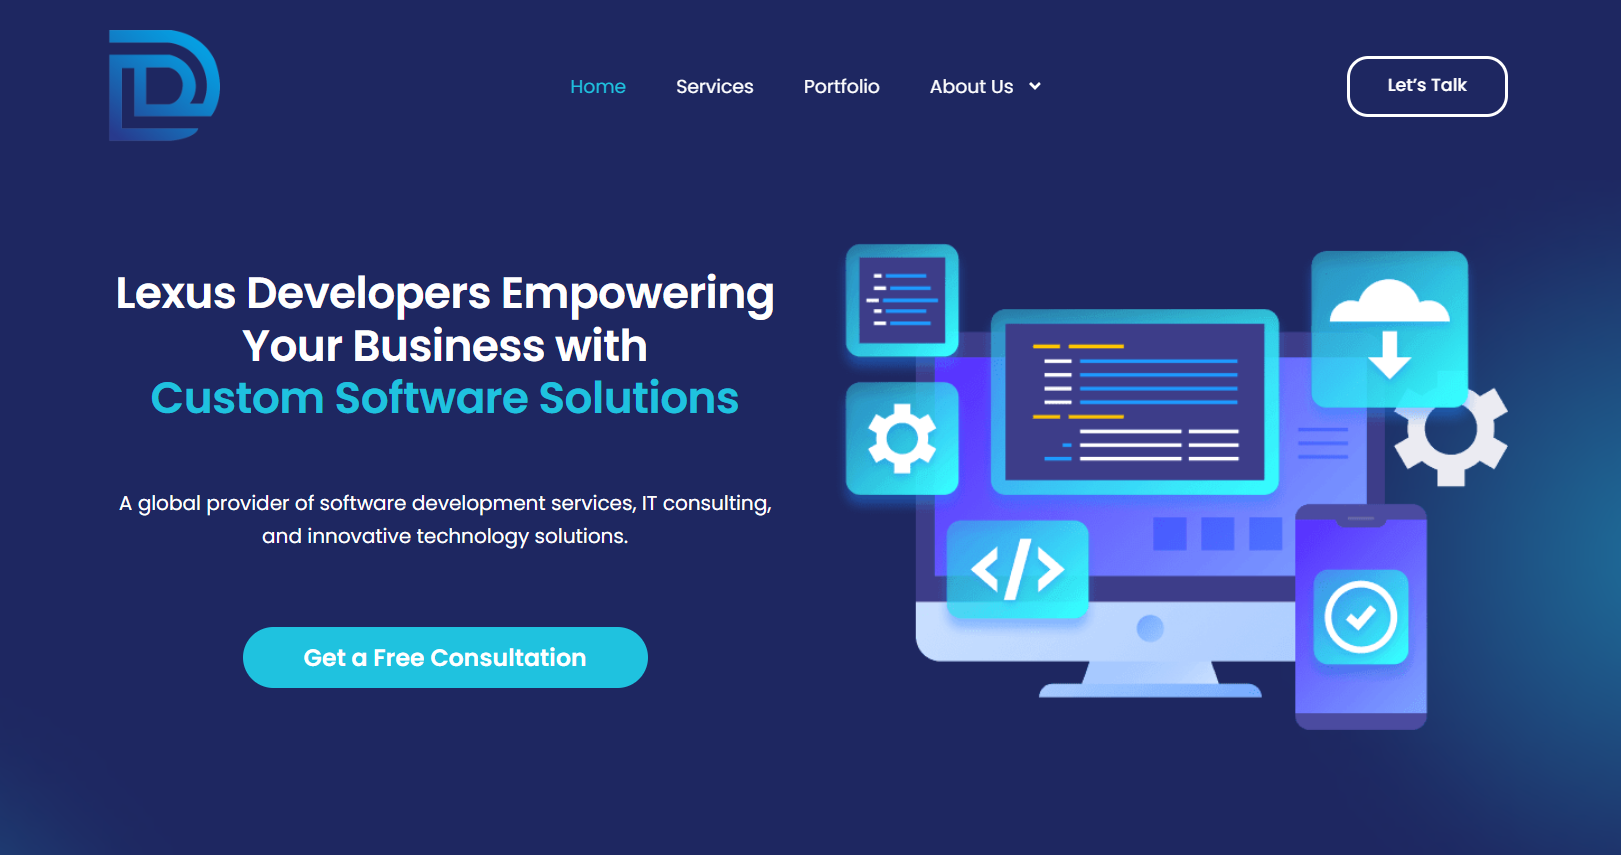 Home
Services
Portfolio
About Us
Let’s Talk
Lexus Developers Empowering
Your Business with
Custom Software Solutions
A global provider of software development services, IT consulting,
and innovative technology solutions.
Get a Free Consultation